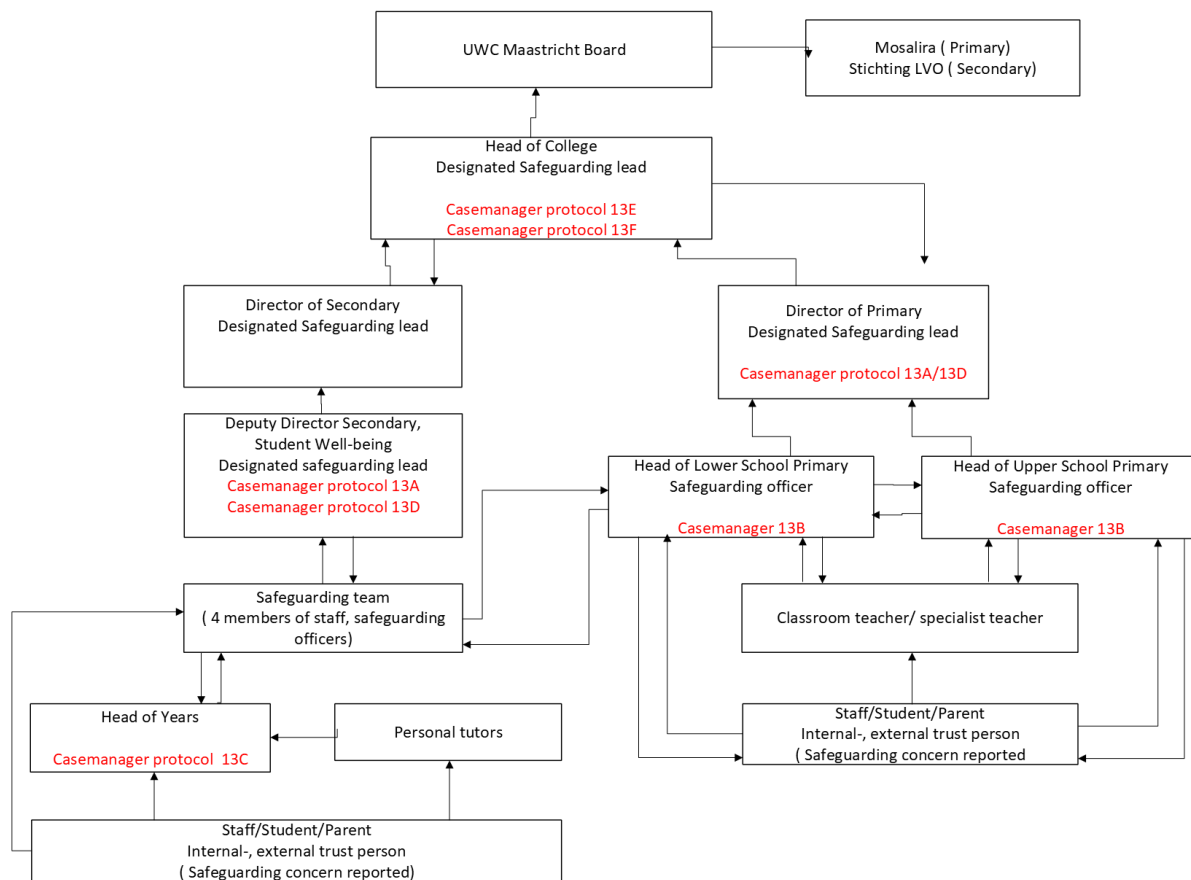 UWC Maastricht Board
Mosalira ( Primary)
Stichting LVO ( Secondary)
Head of College
Designated Safeguarding lead
Casemanager protocol 13E
Casemanager protocol 13F
Director of Secondary
Designated Safeguarding lead
Director of Primary
Designated Safeguarding lead
Casemanager protocol 13A/13D
Deputy Director Secondary,
Student Well-being
Designated safeguarding lead
Casemanager protocol 13A
Casemanager protocol 13D
Head of Lower School Primary
Safeguarding officer
Casemanager 13B
Head of Upper School Primary
Safeguarding officer
Casemanager 13B
Safeguarding team
( 4 members of staff, safeguarding
officers)
Classroom teacher/ specialist teacher
Head of Years
Casemanager protocol  13C
Personal tutors
Staff/Student/Parent
Internal-, external trust person
( Safeguarding concern reported
Staff/Student/Parent
Internal-, external trust person
( Safeguarding concern reported)